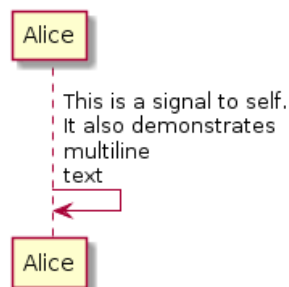 Alice
This is a signal to self.
It also demonstrates
multiline
text
Alice